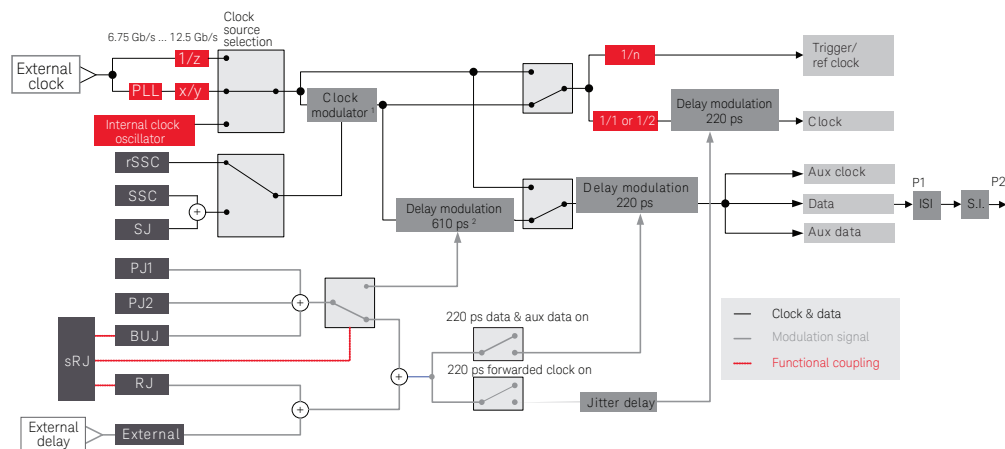 Clock
source
selection
6.75 Gb/s ... 12.5 Gb/s
External
clock
1/z
PLL
x/y
Internal clock
oscillator
Clock
modulator 1
1/n
Trigger/
ref clock
1/1 or 1/2
Delay modulation
220 ps
Clock
rSSC
SSC
SJ
Delay modulation
610 ps 2
Delay modulation
220 ps
Aux clock
Data
Aux data
P1
ISI
S.I.
P2
PJ1
PJ2
BUJ
sRJ
RJ
External
delay
External
220 ps data & aux data on
220 ps forwarded clock on
Jitter delay
Clock & data
Modulation signal
Functional coupling